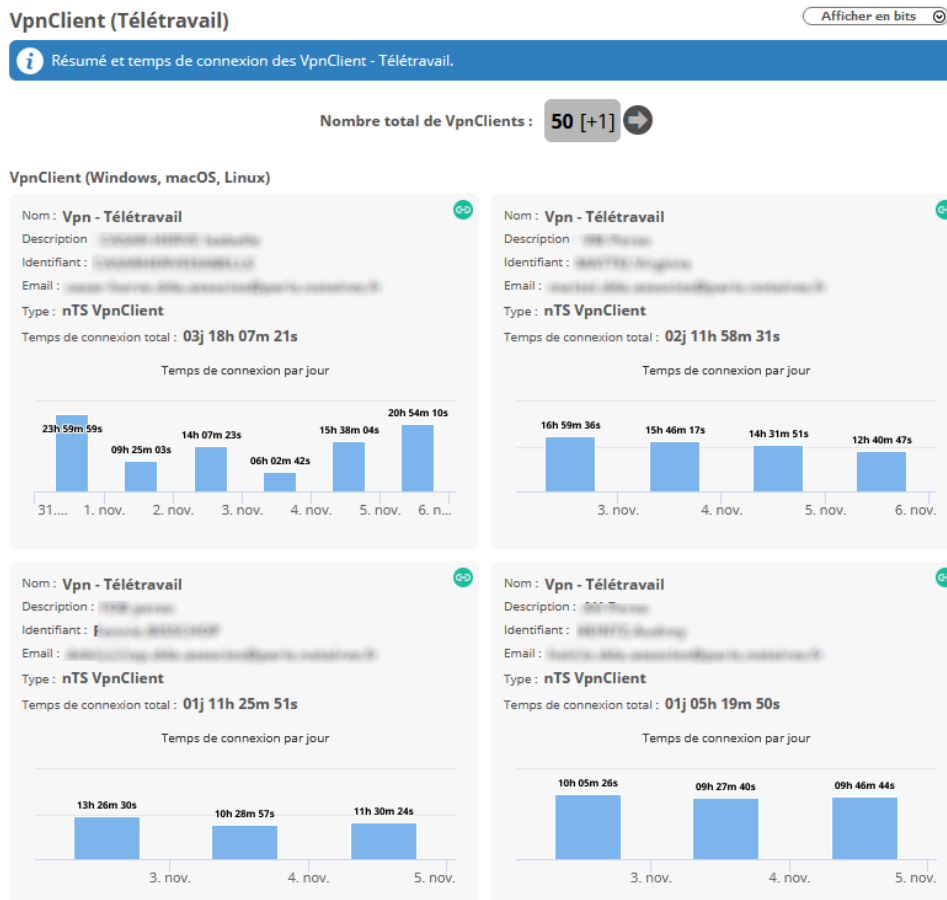 VpnClient (Télétravail)
Afficher en bits
Résumé et temps de connexion des VpnClient - Télétravail.
Nombre total de VpnClients : 50 [+1]
VpnClient (Windows, macOS, Linux)
Nom : Vpn - Télétravail
Description
Identifiant :
Email :
Type : nTS VpnClient
Temps de connexion total : 03j 18h 07m 21s
Temps de connexion par jour
23h 59m 59s
09h 25m 03s
14h 07m 23s
06h 02m 42s
15h 38m 04s
20h 54m 10s
31.... 1. nov. 2. nov. 3. nov. 4. nov. 5. nov. 6. n...
Nom : Vpn - Télétravail
Description
Identifiant :
Email :
Type : nTS VpnClient
Temps de connexion total : 02j 11h 58m 31s
Temps de connexion par jour
16h 59m 36s
15h 46m 17s
14h 31m 51s
12h 40m 47s
3. nov. 4. nov. 5. nov. 6. nov.
Nom : Vpn - Télétravail
Description :
Identifiant :
Email :
Type : nTS VpnClient
Temps de connexion total : 01j 11h 25m 51s
Temps de connexion par jour
13h 26m 30s
10h 28m 57s
11h 30m 24s
3. nov. 4. nov. 5. nov.
Nom : Vpn - Télétravail
Description :
Identifiant :
Email :
Type : nTS VpnClient
Temps de connexion total : 01j 05h 19m 50s
Temps de connexion par jour
10h 05m 26s
09h 27m 40s
09h 46m 44s
3. nov. 4. nov. 5. nov.